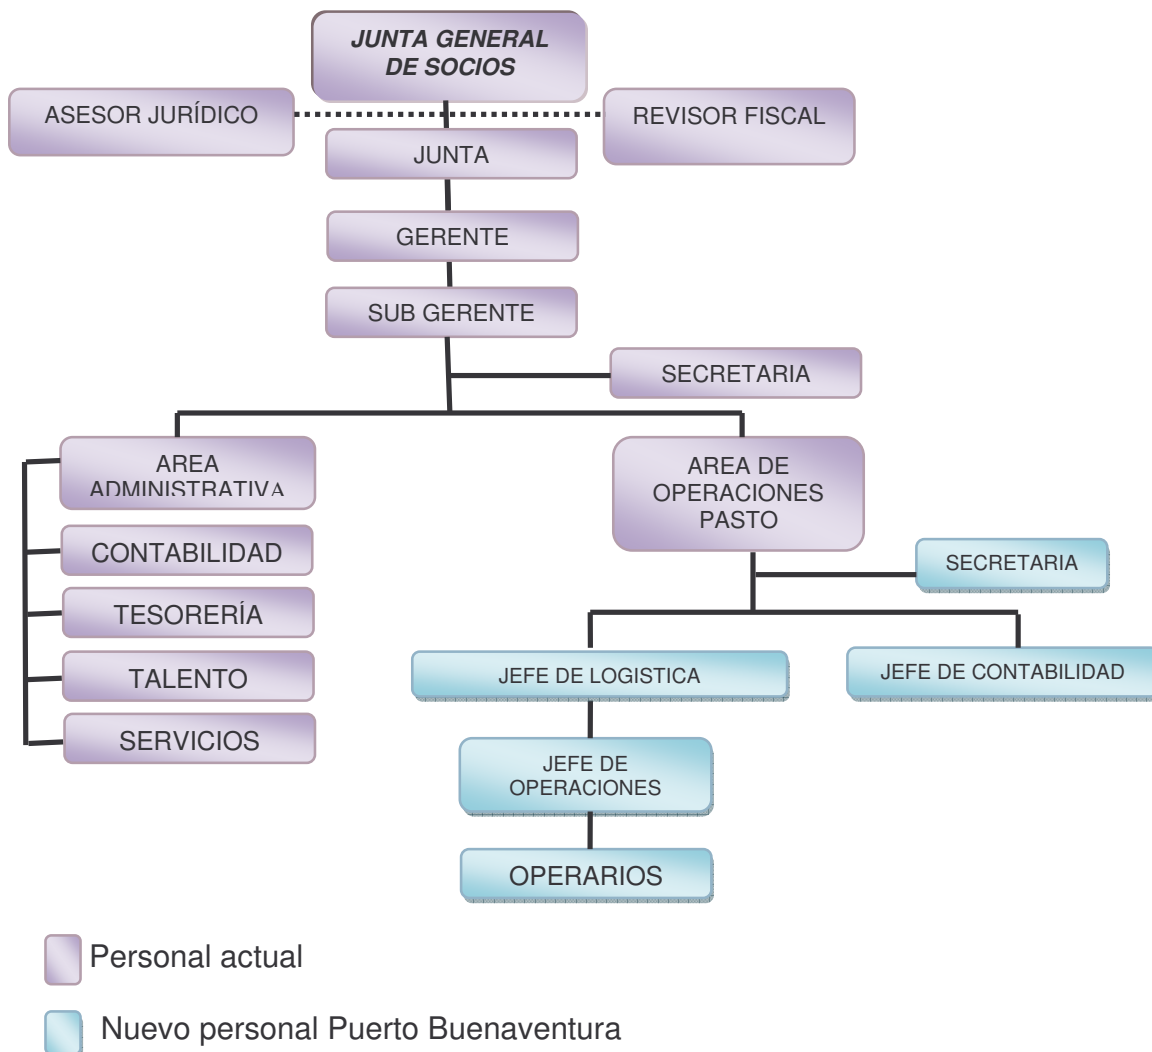 JUNTA GENERAL
DE SOCIOS
ASESOR JURÍDICO
REVISOR FISCAL
JUNTA
GERENTE
SUB GERENTE
SECRETARIA
AREA
ADMINISTRATIVA
AREA DE
OPERACIONES
PASTO
CONTABILIDAD
SECRETARIA
TESORERÍA
TALENTO
JEFE DE LOGISTICA
JEFE DE CONTABILIDAD
SERVICIOS
JEFE DE
OPERACIONES
OPERARIOS
Personal actual
Nuevo personal Puerto Buenaventura